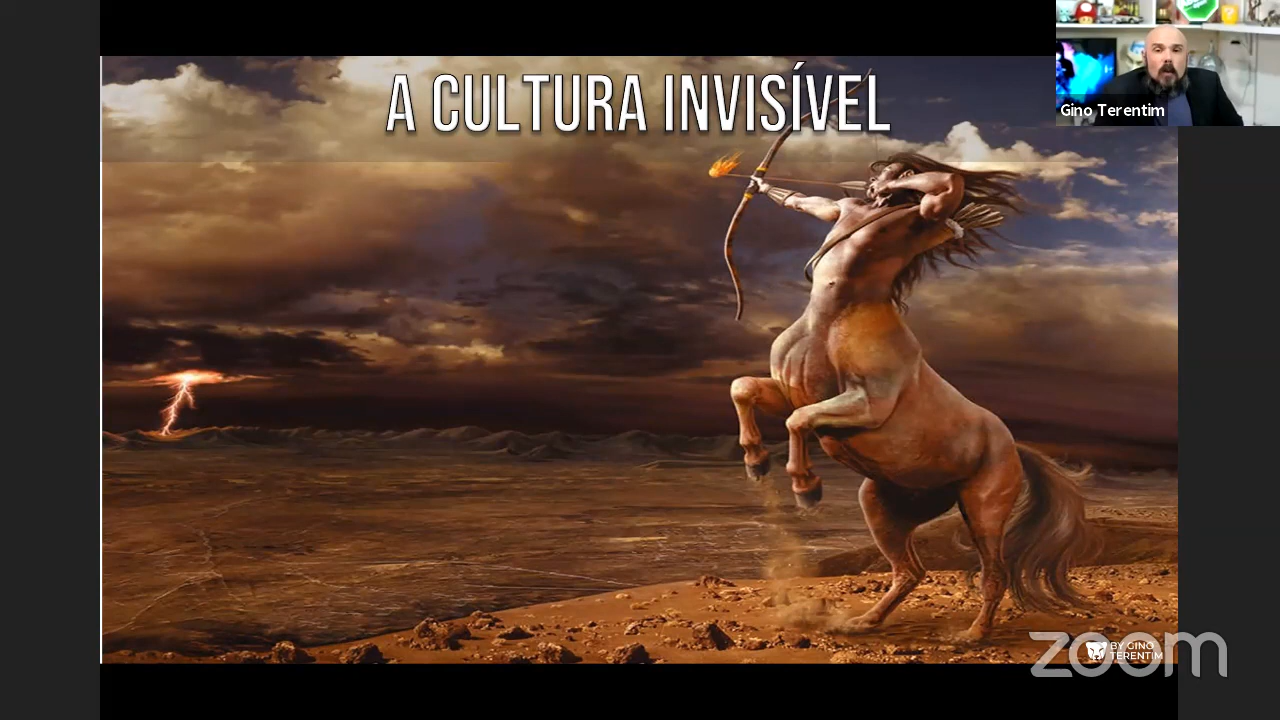 A CULTURA INVISÍVEL
Gino Terentim
BY GINO
TERENTIM
zoom